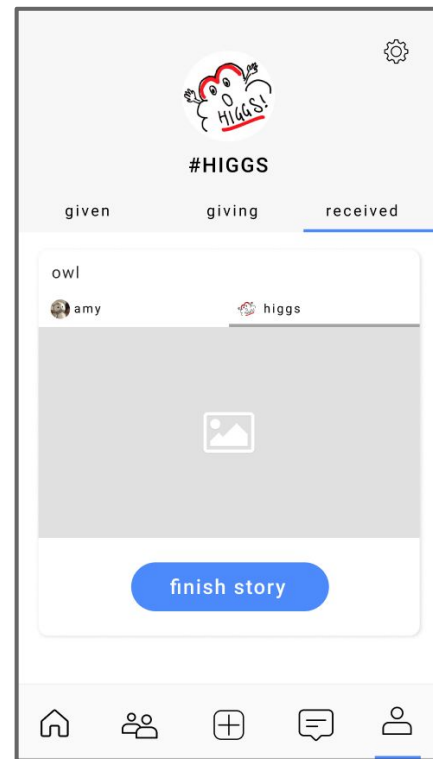 HIGGS!
#HIGGS
given giving received
owl
amy higgs
finish story